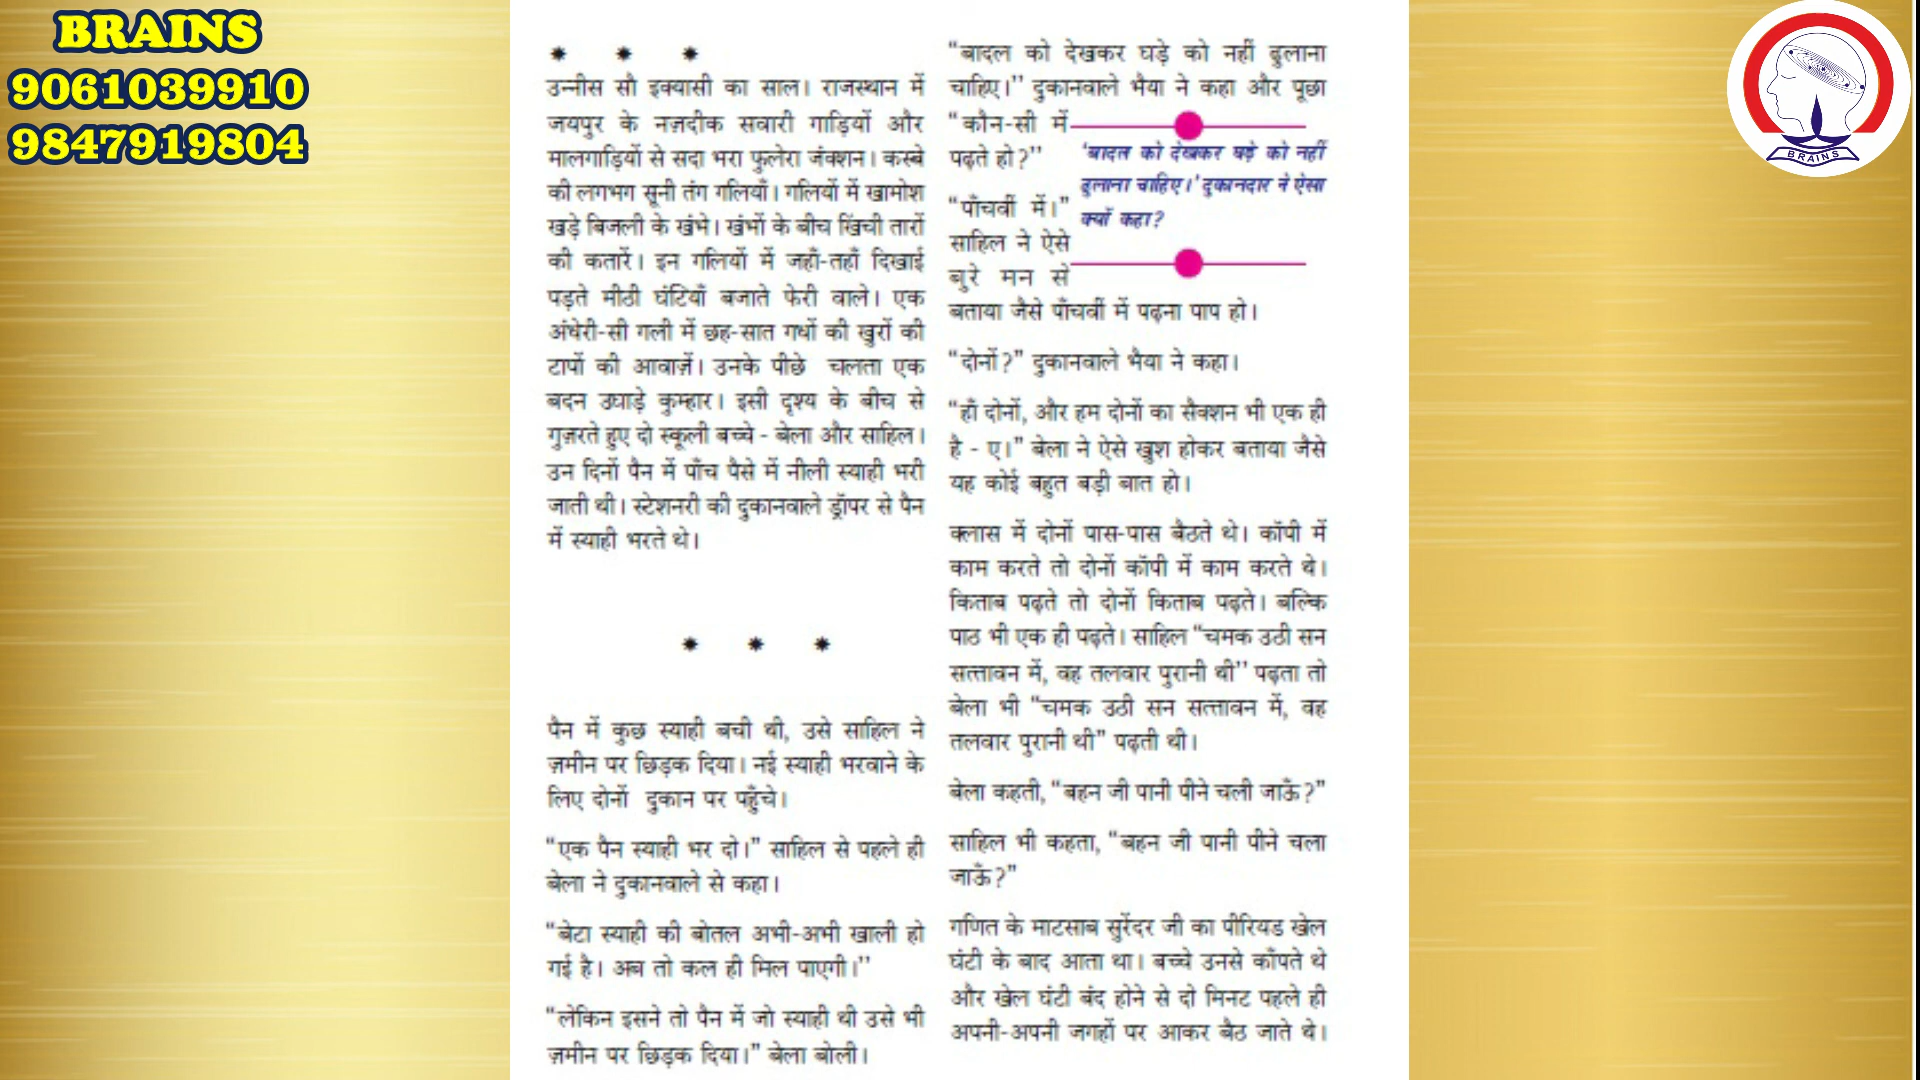 BRAINS
9061039910
9847919804
* * *
उन्नीस सौ इक्यासी का साल। राजस्थान में
जयपुर के नज़दीक सवारी गाड़ियों और
मालगाड़ियों से सदा भरा फुलेरा जंक्शन। कस्बे
की लगभग सूनी तंग गलियाँ। गलियों में खामोश
खड़े बिजली के खंभे। खंभों के बीच खिंची तारों
की कतारें। इन गलियों में जहाँ-तहाँ दिखाई
पड़ते मीठी घंटियाँ बजाते फेरी वाले। एक
अंधेरी-सी गली में छह-सात गधों की खुरों की
टापों की आवाज़ें। उनके पीछे चलता एक
बदन उघाड़े कुम्हार। इसी दृश्य के बीच से
गुज़रते हुए दो स्कूली बच्चे - बेला और साहिल।
उन दिनों पैन में पाँच पैसे में नीली स्याही भरी
जाती थी। स्टेशनरी की दुकानवाले ड्रॉपर से पैन
में स्याही भरते थे।
* * *
पैन में कुछ स्याही बची थी, उसे साहिल ने
ज़मीन पर छिड़क दिया। नई स्याही भरवाने के
लिए दोनों दुकान पर पहुँचे।
“एक पैन स्याही भर दो।” साहिल से पहले ही
बेला ने दुकानवाले से कहा।
“बेटा स्याही की बोतल अभी-अभी खाली हो
गई है। अब तो कल ही मिल पाएगी।’’
“लेकिन इसने तो पैन में जो स्याही थी उसे भी
ज़मीन पर छिड़क दिया।” बेला बोली।
“बादल को देखकर घड़े को नहीं ढुलाना
चाहिए।’’ दुकानवाले भैया ने कहा और पूछा
“कौन-सी में
पढ़ते हो?’’
“पाँचवीं में।”
साहिल ने ऐसे
बुरे मन से
बताया जैसे पाँचवीं में पढ़ना पाप हो।
‘बादल को देखकर घड़े को नहीं
ढुलाना चाहिए।’ दुकानदार ने ऐसा
क्यों कहा?
“दोनों?” दुकानवाले भैया ने कहा।
“हाँ दोनों, और हम दोनों का सैक्शन भी एक ही
है - ए।” बेला ने ऐसे खुश होकर बताया जैसे
यह कोई बहुत बड़ी बात हो।
क्लास में दोनों पास-पास बैठते थे। कॉपी में
काम करते तो दोनों कॉपी में काम करते थे।
किताब पढ़ते तो दोनों किताब पढ़ते। बल्कि
पाठ भी एक ही पढ़ते। साहिल “चमक उठी सन
सत्तावन में, वह तलवार पुरानी थी’’ पढ़ता तो
बेला भी “चमक उठी सन सत्तावन में, वह
तलवार पुरानी थी” पढ़ती थी।
बेला कहती, “बहन जी पानी पीने चली जाऊँ?”
साहिल भी कहता, “बहन जी पानी पीने चला
जाऊँ?”
गणित के माटसाब सुरेंदर जी का पीरियड खेल
घंटी के बाद आता था। बच्चे उनसे काँपते थे
और खेल घंटी बंद होने से दो मिनट पहले ही
अपनी-अपनी जगहों पर आकर बैठ जाते थे।
BRAINS